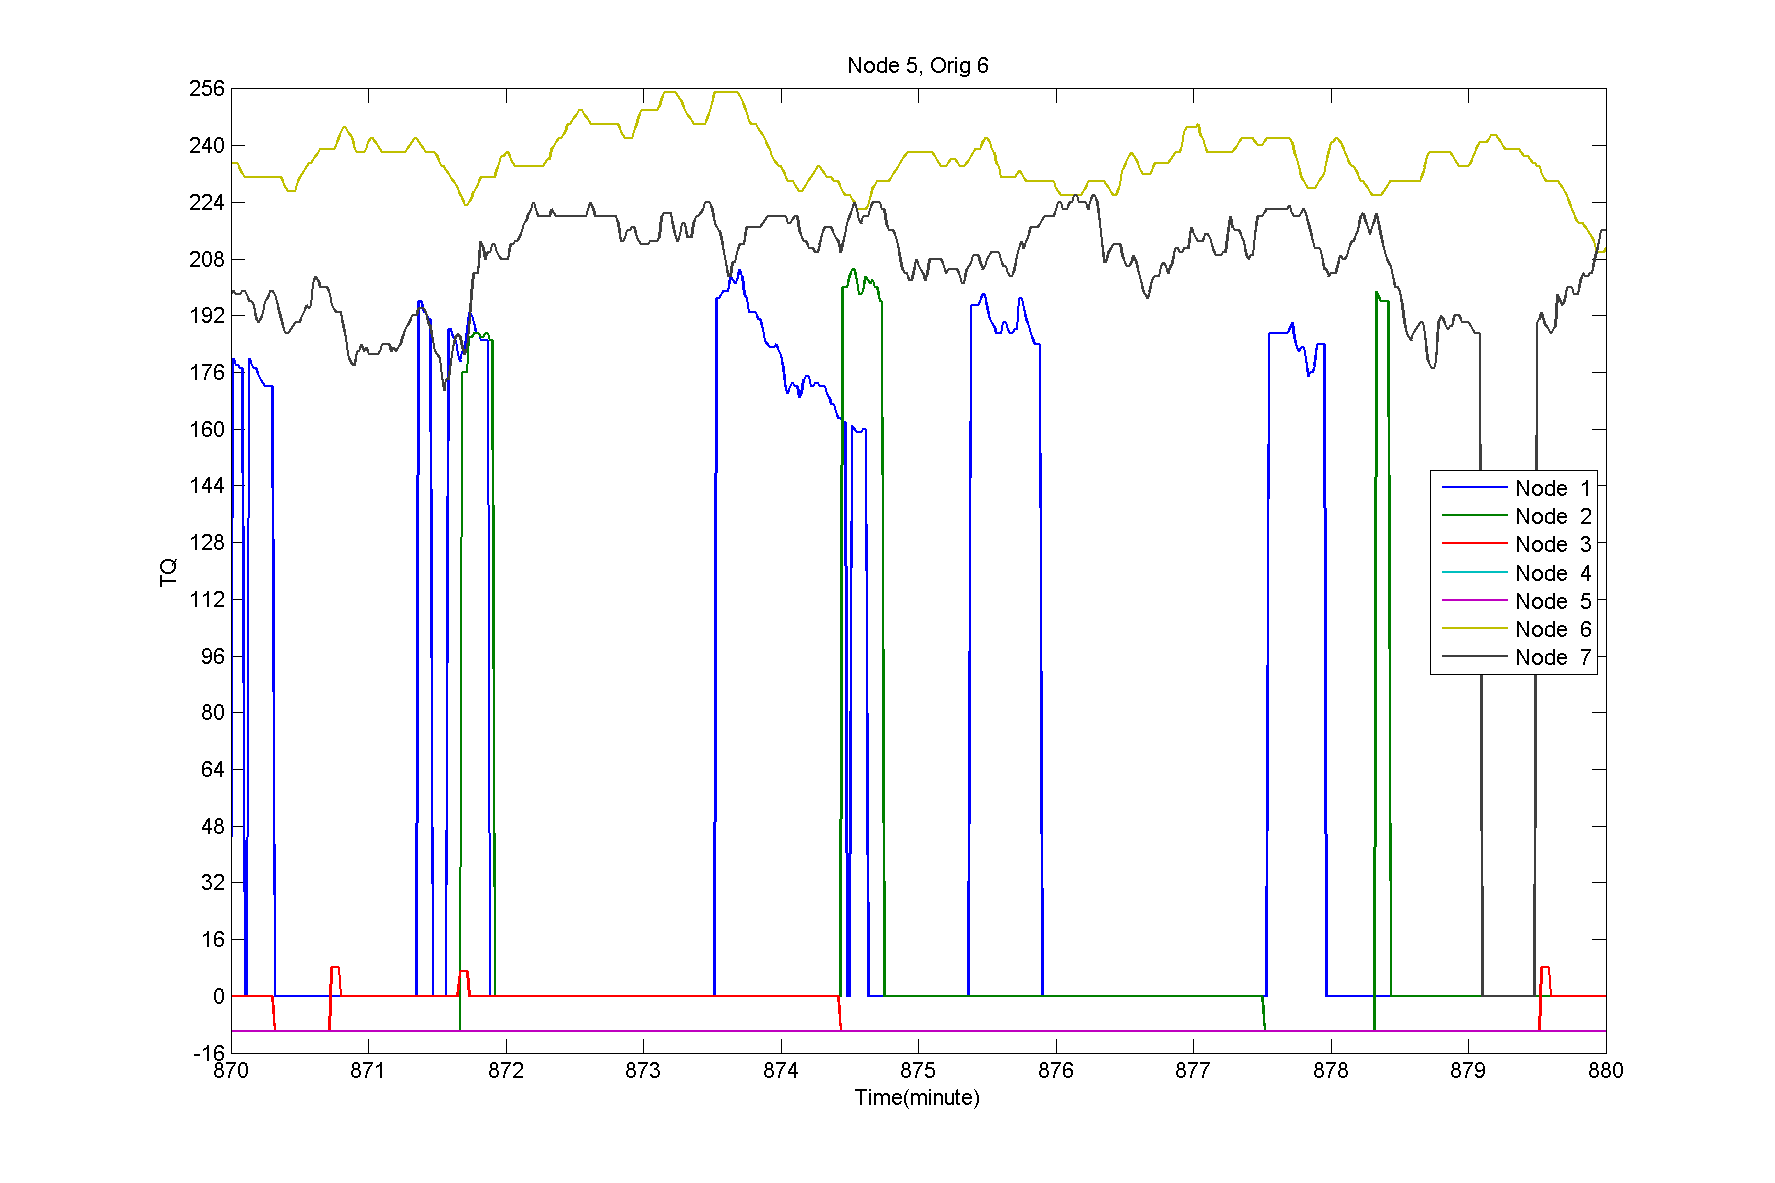 Node 5, Orig 6
256
240
224
208
192
176
160
144
128
112
96
80
64
48
32
16
0
-16
TQ
Node 1
Node 2
Node 3
Node 4
Node 5
Node 6
Node 7
870 871 872 873 874 875 876 877 878 879 880
Time(minute)